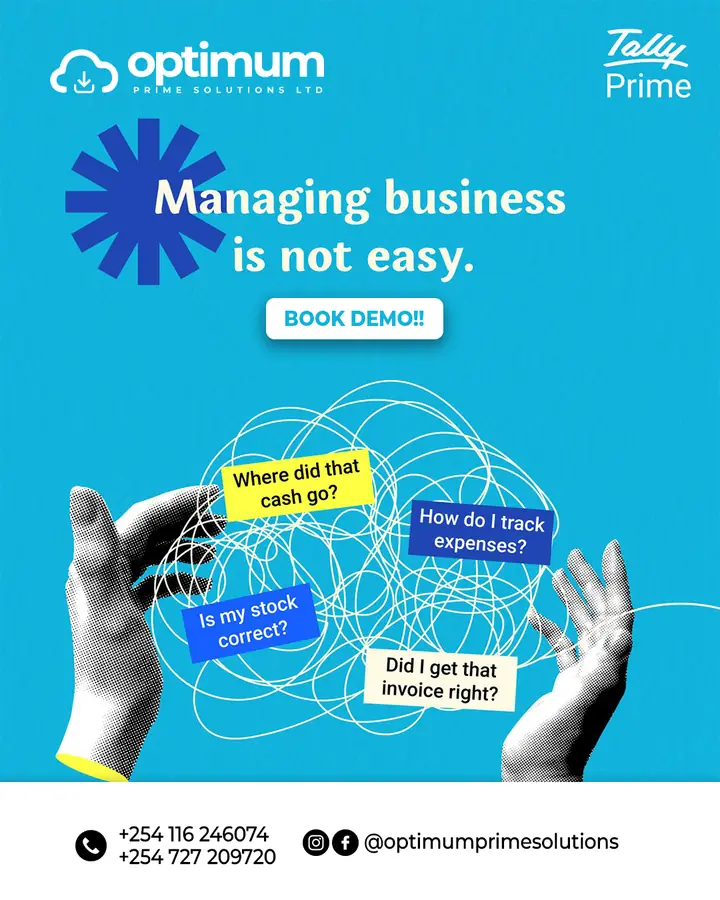 optimum
PRIME SOLUTIONS LTD
Tally
Prime
Managing business
is not easy.
BOOK DEMO!!
Where did that
cash go?
How do I track
expenses?
Is my stock
correct?
Did I get that
invoice right?
+254 116 246074
+254 727 209720
@optimumprimesolutions